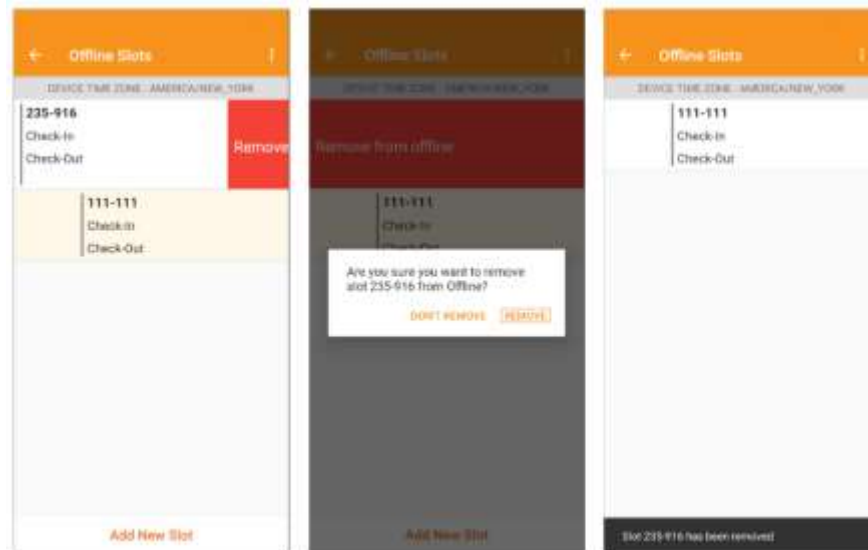 Offline Slots
DEVICE TIME ZONE - AMERICA/NEW_YORK
235-916
Check-In
Check-Out
Remove
111-111
Check-In
Check-Out
Add New Slot
Offline Slots
DEVICE TIME ZONE - AMERICA/NEW_YORK
Remove from offline
111-111
Check-In
Check-Out
Are you sure you want to remove
slot 235-916 from Offline?
DON'T REMOVE REMOVE
Add New Slot
Offline Slots
DEVICE TIME ZONE - AMERICA/NEW_YORK
111-111
Check-In
Check-Out
Slot 235-916 has been removed